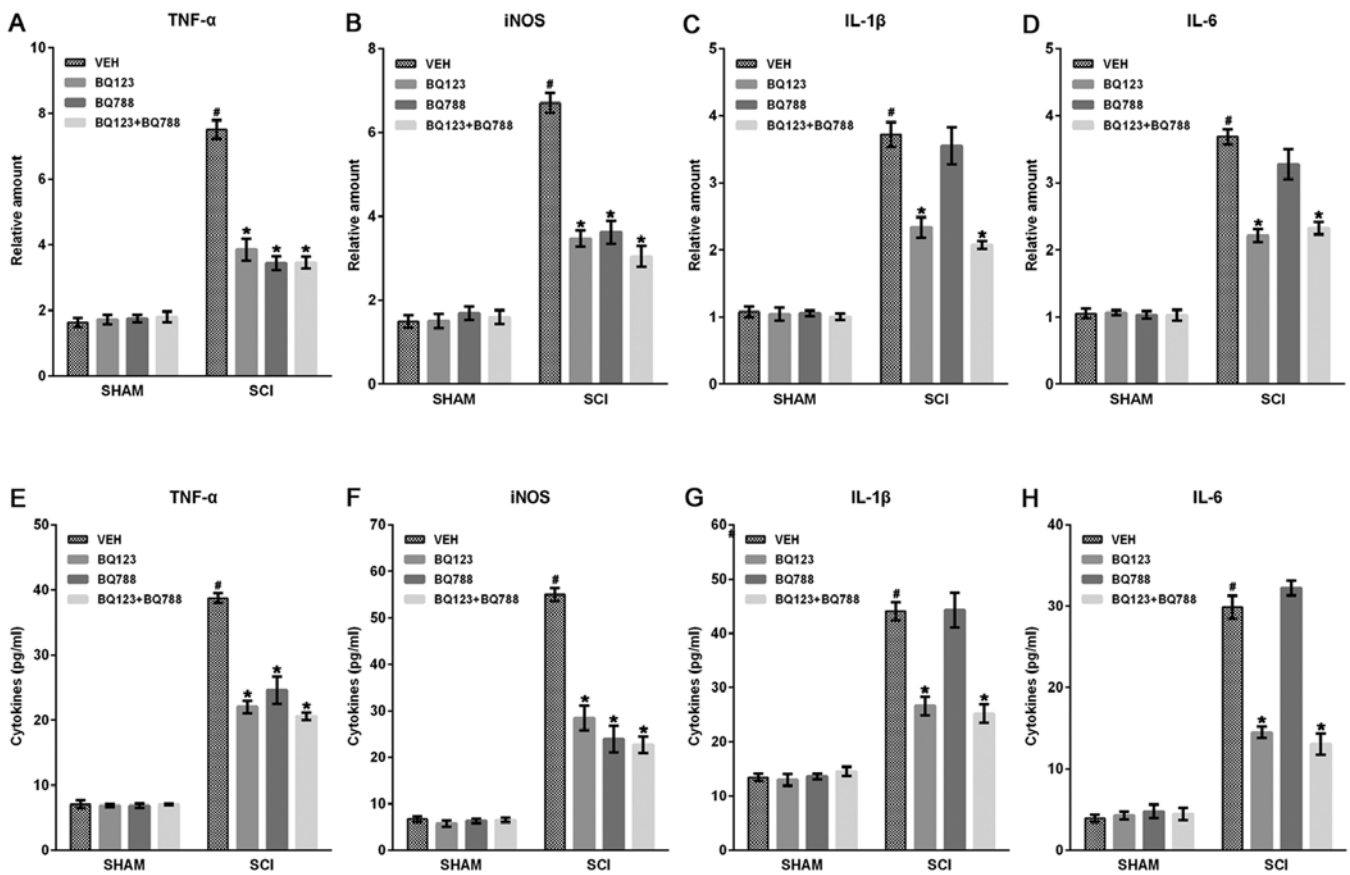 A
TNF-α
10
8
6
4
2
0
Relative amount
VEH
BQ123
BQ788
BQ123+BQ788
#
*
*
*
SHAM
SCI
B
iNOS
8
6
4
2
0
Relative amount
VEH
BQ123
BQ788
BQ123+BQ788
#
*
*
*
SHAM
SCI
C
IL-1β
5
4
3
2
1
0
Relative amount
VEH
BQ123
BQ788
BQ123+BQ788
#
*
*
SHAM
SCI
D
IL-6
5
4
3
2
1
0
Relative amount
VEH
BQ123
BQ788
BQ123+BQ788
#
*
*
SHAM
SCI
E
TNF-α
50
40
30
20
10
0
Cytokines (pg/ml)
VEH
BQ123
BQ788
BQ123+BQ788
#
*
*
*
SHAM
SCI
F
iNOS
70
60
50
40
30
20
10
0
Cytokines (pg/ml)
VEH
BQ123
BQ788
BQ123+BQ788
#
*
*
*
SHAM
SCI
G
IL-1β
60
#
50
40
30
20
10
0
Cytokines (pg/ml)
VEH
BQ123
BQ788
BQ123+BQ788
#
*
*
SHAM
SCI
H
IL-6
40
30
20
10
0
Cytokines (pg/ml)
VEH
BQ123
BQ788
BQ123+BQ788
#
*
*
SHAM
SCI